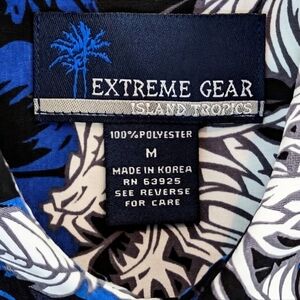 EXTREME GEAR
ISLAND TROPICS
100% POLYESTER
M
MADE IN KOREA
RN 63925
SEE REVERSE
FOR CARE